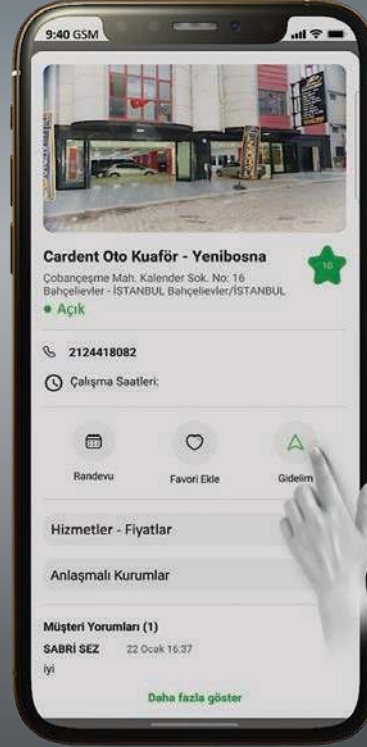 9:40 GSM
Cardent Oto Kuaför - Yenibosna
10
Çobançeşme Mah. Kalender Sok. No: 16
Bahçelievler - İSTANBUL Bahçelievler/İSTANBUL
Açık
2124418082
Çalışma Saatleri:
Randevu
Favori Ekle
Gidelim
Hizmetler - Fiyatlar
Anlaşmalı Kurumlar
Müşteri Yorumları (1)
SABRİ SEZ 22 Ocak 16:37
iyi
Daha fazla göster